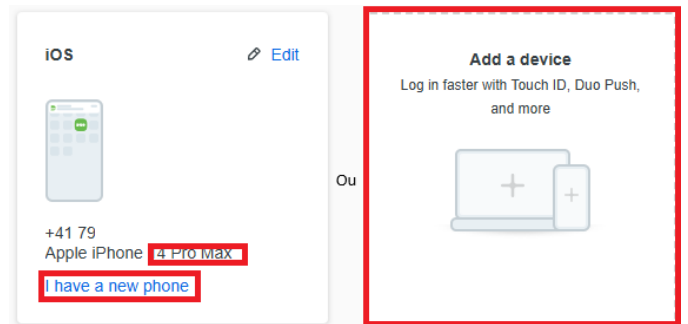 iOS
Edit
+41 79
Apple iPhone 14 Pro Max
I have a new phone
Ou
Add a device
Log in faster with Touch ID, Duo Push,
and more